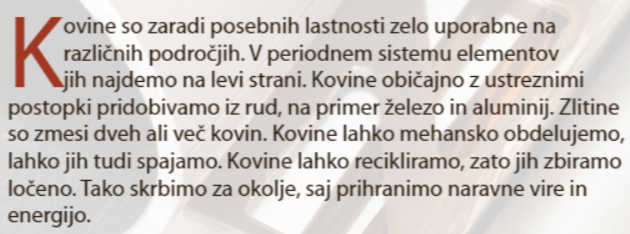 Kovine so zaradi posebnih lastnosti zelo uporabne na
različnih področjih. V periodnem sistemu elementov
jih najdemo na levi strani. Kovine običajno z ustreznimi
postopki pridobivamo iz rud, na primer železo in aluminij. Zlitine
so zmesi dveh ali več kovin. Kovine lahko mehansko obdelujemo,
lahko jih tudi spajamo. Kovine lahko recikliramo, zato jih zbiramo
ločeno. Tako skrbimo za okolje, saj prihranimo naravne vire in
energijo.